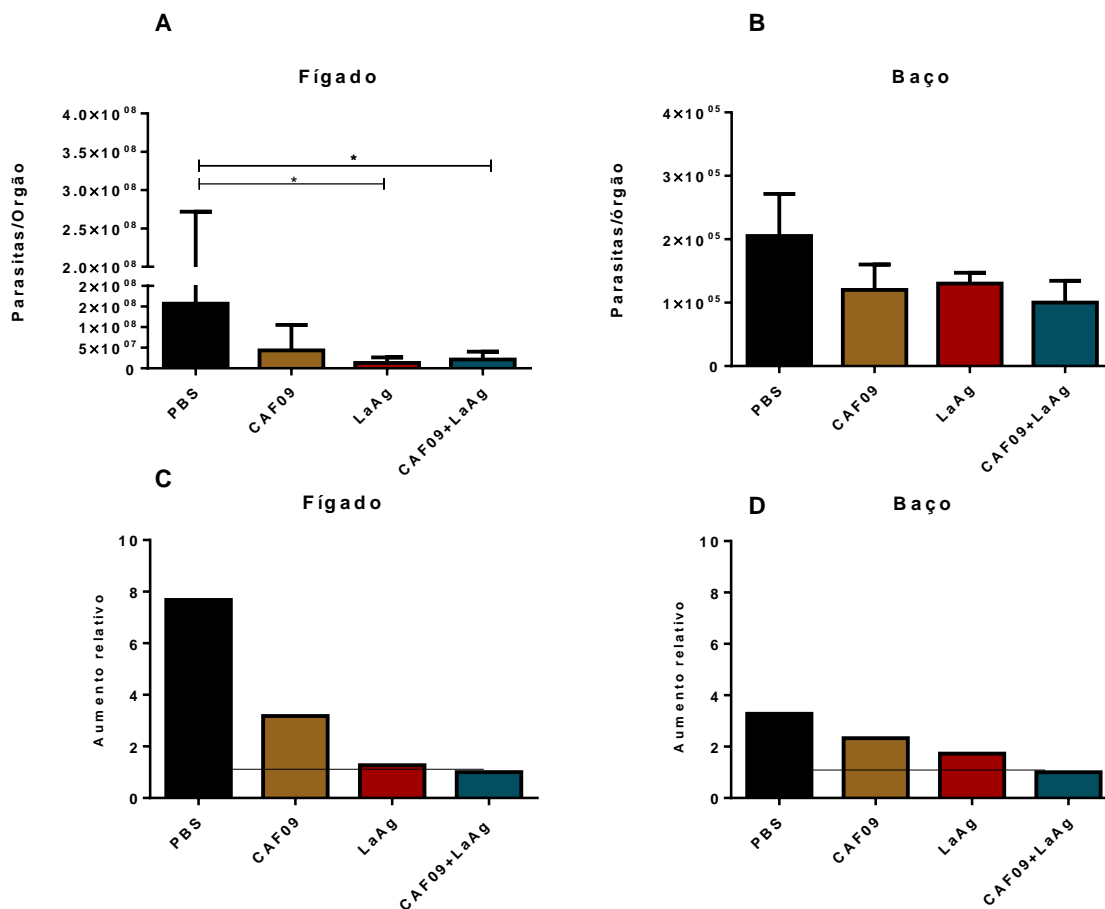 A
Fígado
Parasitas/Orgão
4.0×10⁰⁸
3.5×10⁰⁸
3.0×10⁰⁸
2.5×10⁰⁸
2.0×10⁰⁸
2×10⁰⁸
2×10⁰⁸
1×10⁰⁸
5×10⁰⁷
0
*
*
PBS
CAF09
LaAg
CAF09+LaAg
B
Baço
Parasitas/órgão
4×10⁰⁵
3×10⁰⁵
2×10⁰⁵
1×10⁰⁵
0
PBS
CAF09
LaAg
CAF09+LaAg
C
Fígado
Aumento relativo
10
8
6
4
2
0
PBS
CAF09
LaAg
CAF09+LaAg
D
Baço
Aumento relativo
10
8
6
4
2
0
PBS
CAF09
LaAg
CAF09+LaAg